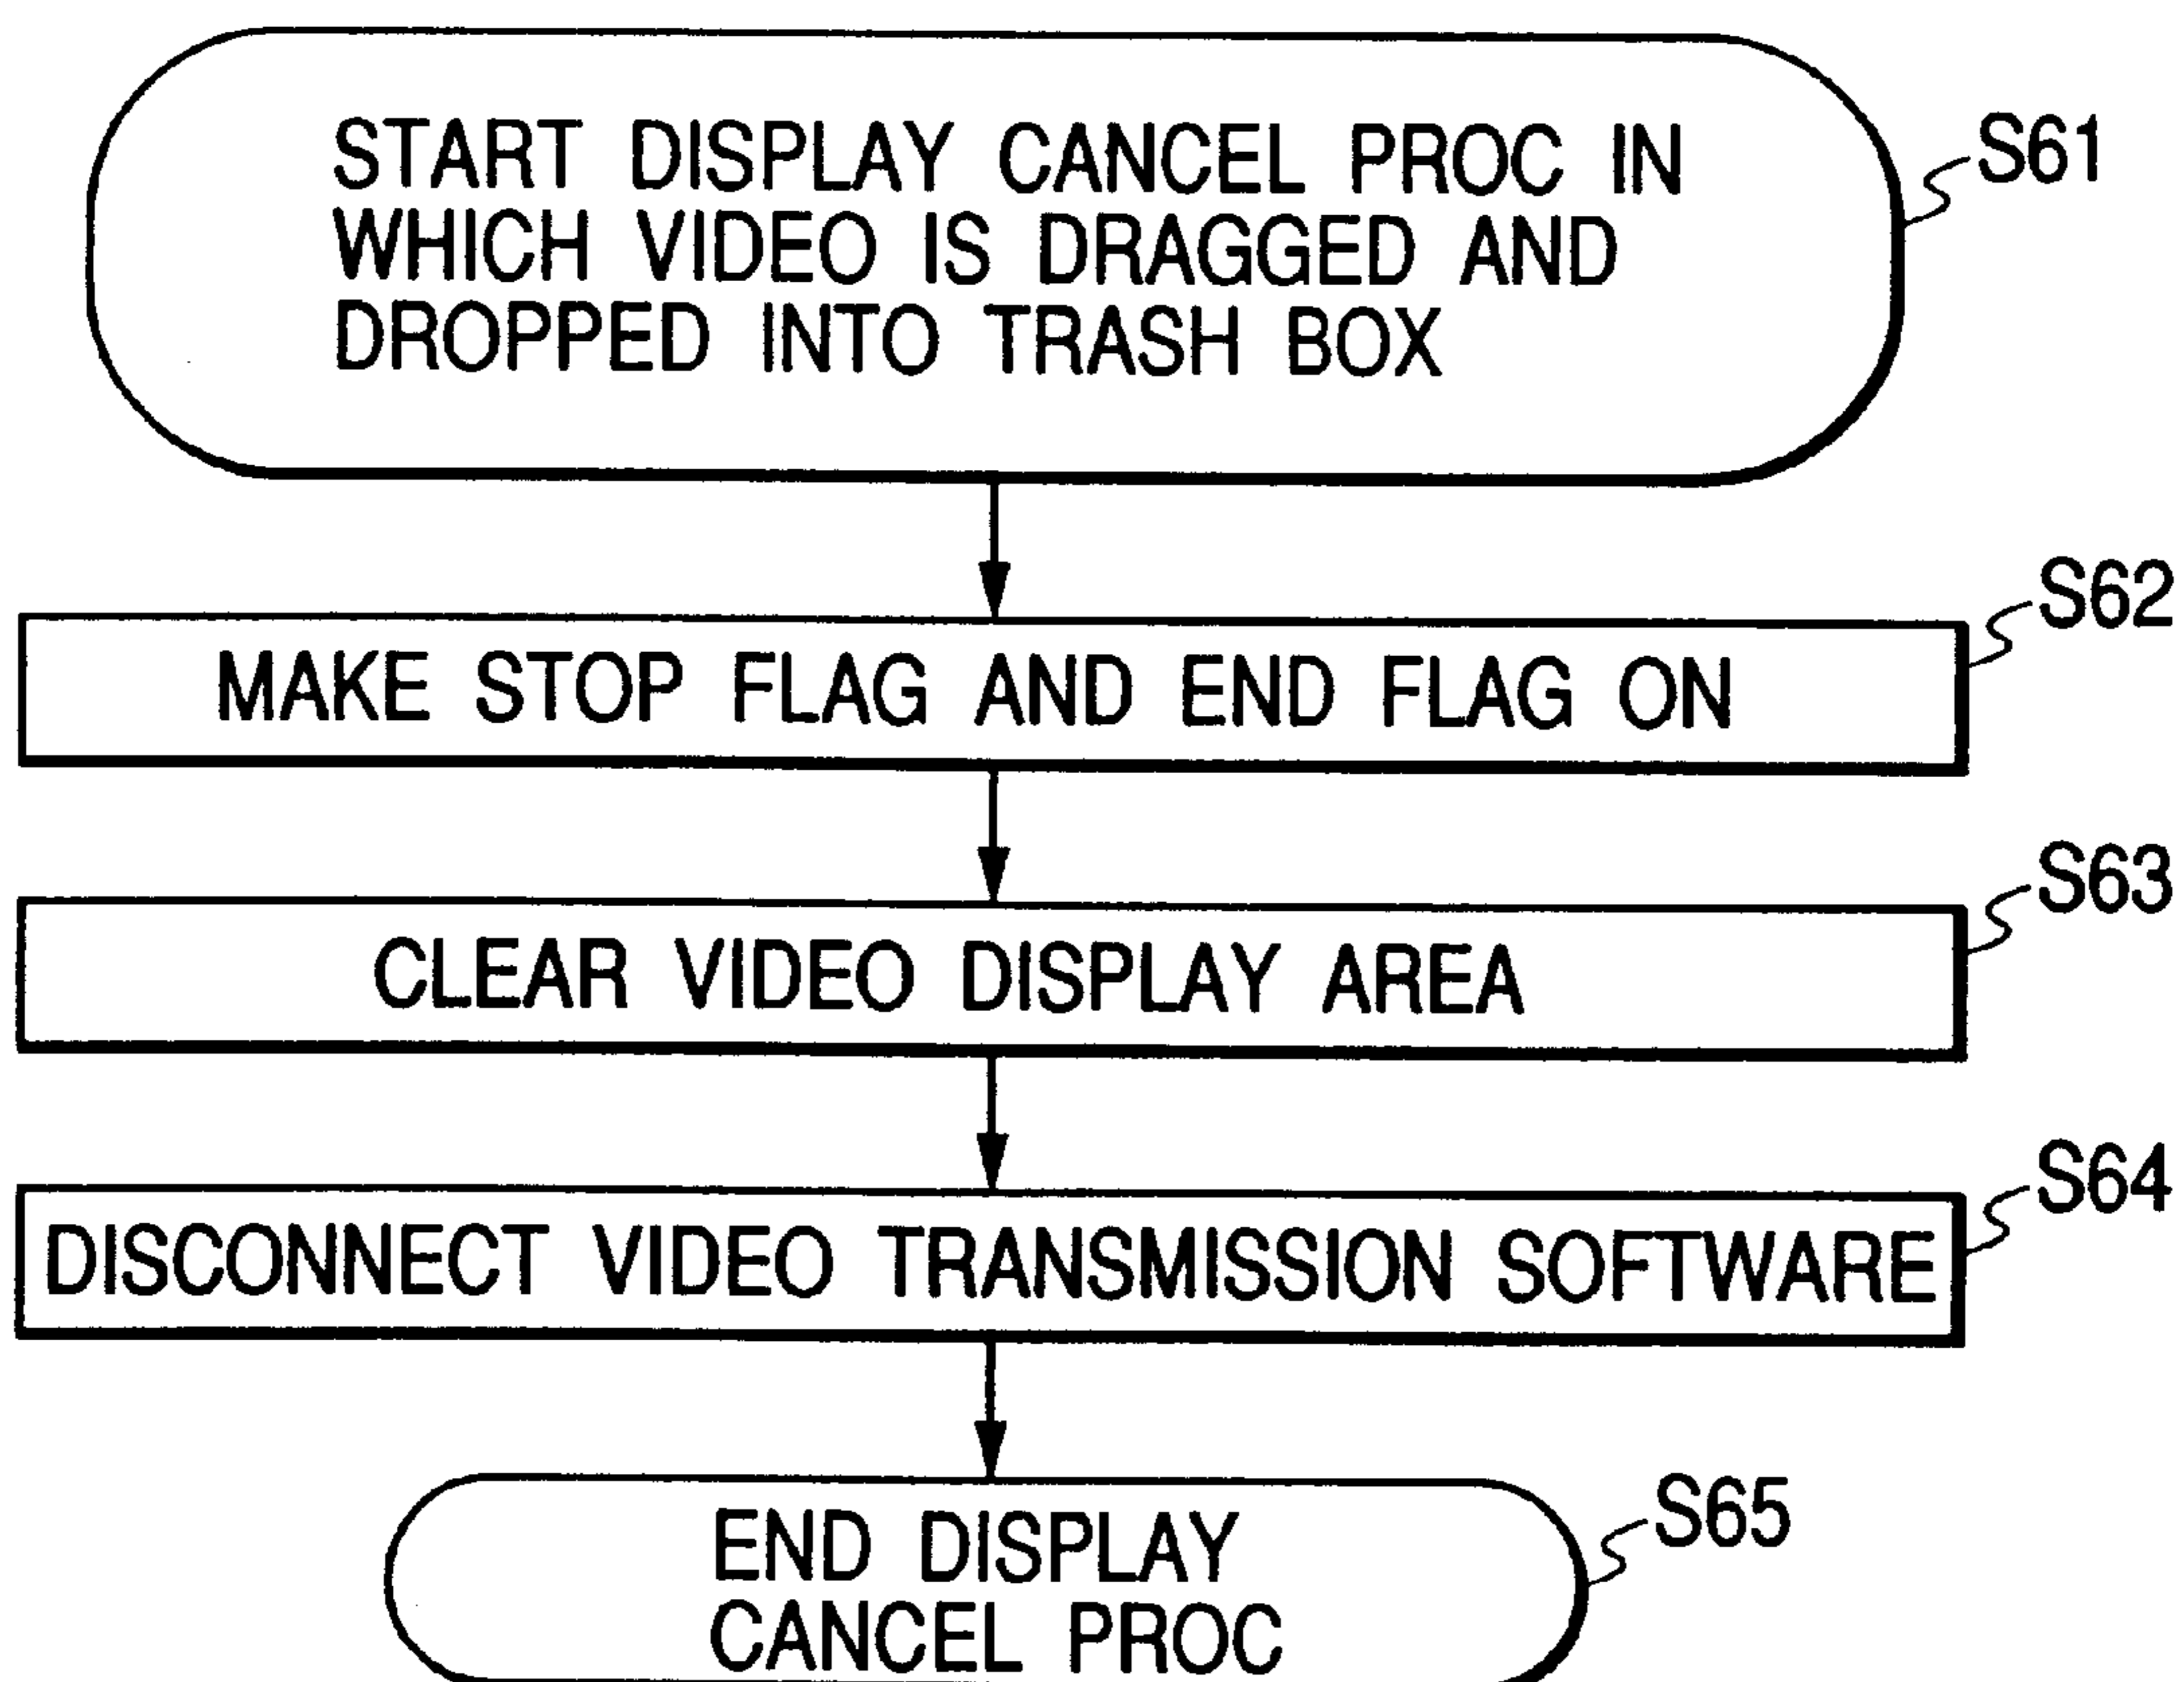 START DISPLAY CANCEL PROC IN
WHICH VIDEO IS DRAGGED AND
DROPPED INTO TRASH BOX
S61
MAKE STOP FLAG AND END FLAG ON
S62
CLEAR VIDEO DISPLAY AREA
S63
DISCONNECT VIDEO TRANSMISSION SOFTWARE
S64
END DISPLAY
CANCEL PROC
S65